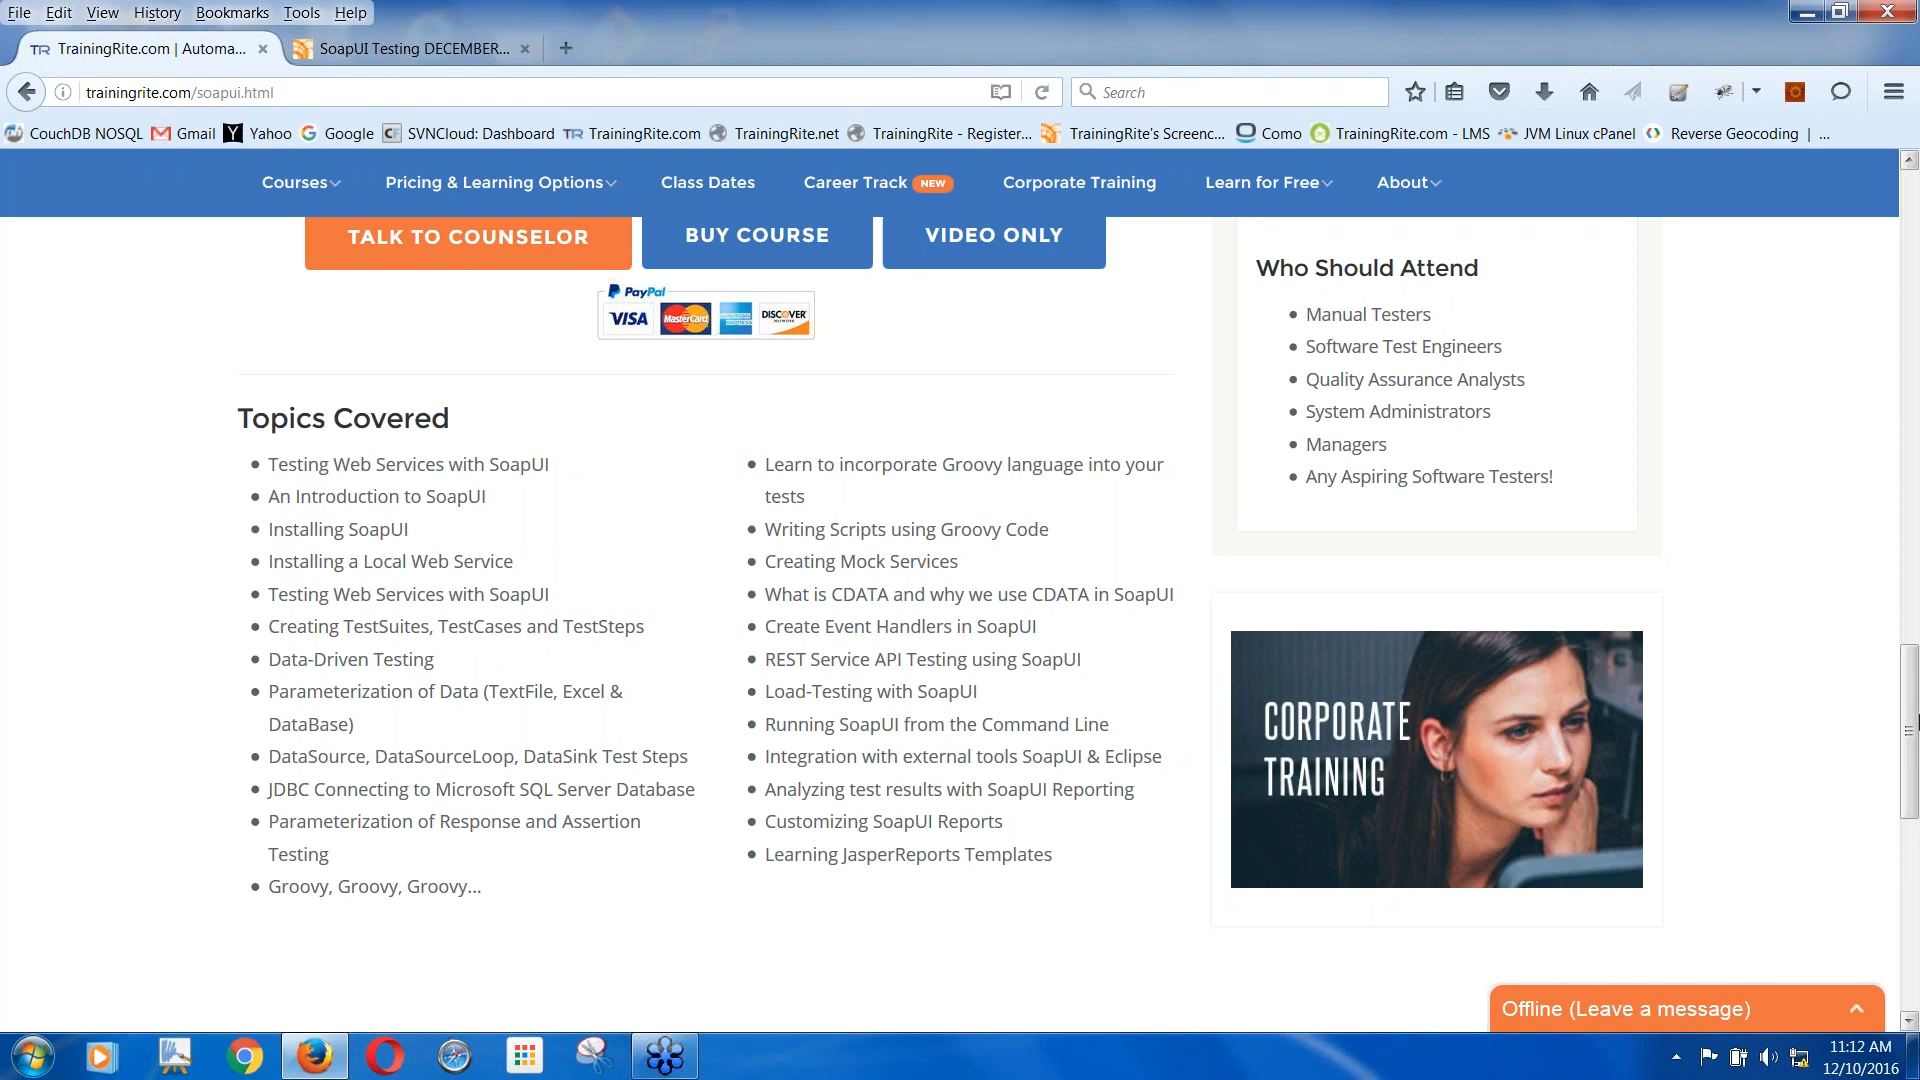 File Edit View History Bookmarks Tools Help
TR TrainingRite.com | Automa... × SoapUI Testing DECEMBER... × +
trainingrite.com/soapui.html Search
CouchDB NOSQL Gmail Yahoo Google SVNCloud: Dashboard TrainingRite.com TrainingRite.net TrainingRite - Register... TrainingRite's Screenc... Como TrainingRite.com - LMS JVM Linux cPanel Reverse Geocoding | ...
Courses Pricing & Learning Options Class Dates Career Track NEW Corporate Training Learn for Free About
TALK TO COUNSELOR BUY COURSE VIDEO ONLY
PayPal
VISA MasterCard AMERICAN EXPRESS DISCOVER NETWORK
Topics Covered
Testing Web Services with SoapUI
An Introduction to SoapUI
Installing SoapUI
Installing a Local Web Service
Testing Web Services with SoapUI
Creating TestSuites, TestCases and TestSteps
Data-Driven Testing
Parameterization of Data (TextFile, Excel &
DataBase)
DataSource, DataSourceLoop, DataSink Test Steps
JDBC Connecting to Microsoft SQL Server Database
Parameterization of Response and Assertion
Testing
Groovy, Groovy, Groovy...
Learn to incorporate Groovy language into your
tests
Writing Scripts using Groovy Code
Creating Mock Services
What is CDATA and why we use CDATA in SoapUI
Create Event Handlers in SoapUI
REST Service API Testing using SoapUI
Load-Testing with SoapUI
Running SoapUI from the Command Line
Integration with external tools SoapUI & Eclipse
Analyzing test results with SoapUI Reporting
Customizing SoapUI Reports
Learning JasperReports Templates
Who Should Attend
Manual Testers
Software Test Engineers
Quality Assurance Analysts
System Administrators
Managers
Any Aspiring Software Testers!
CORPORATE
TRAINING
Offline (Leave a message)
11:12 AM
12/10/2016